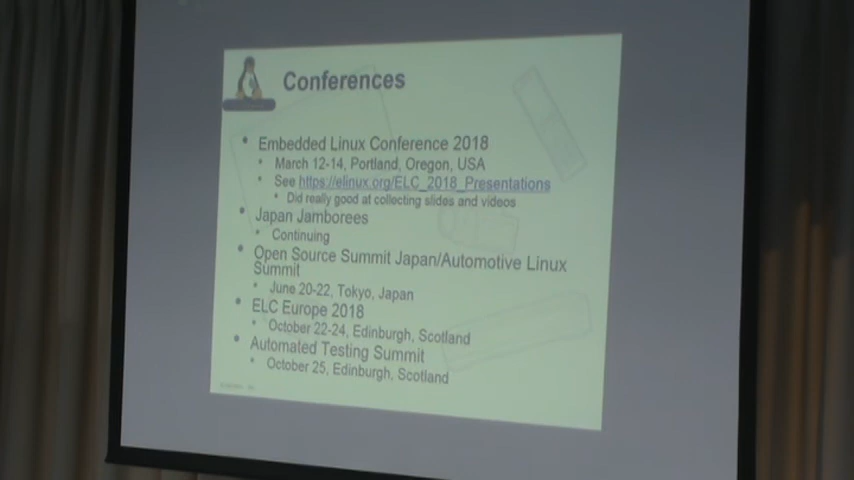 Conferences
• Embedded Linux Conference 2018
• March 12-14, Portland, Oregon, USA
• See https://elinux.org/ELC_2018_Presentations
• Did really good at collecting slides and videos
• Japan Jamborees
• Continuing
• Open Source Summit Japan/Automotive Linux
Summit
• June 20-22, Tokyo, Japan
• ELC Europe 2018
• October 22-24, Edinburgh, Scotland
• Automated Testing Summit
• October 25, Edinburgh, Scotland